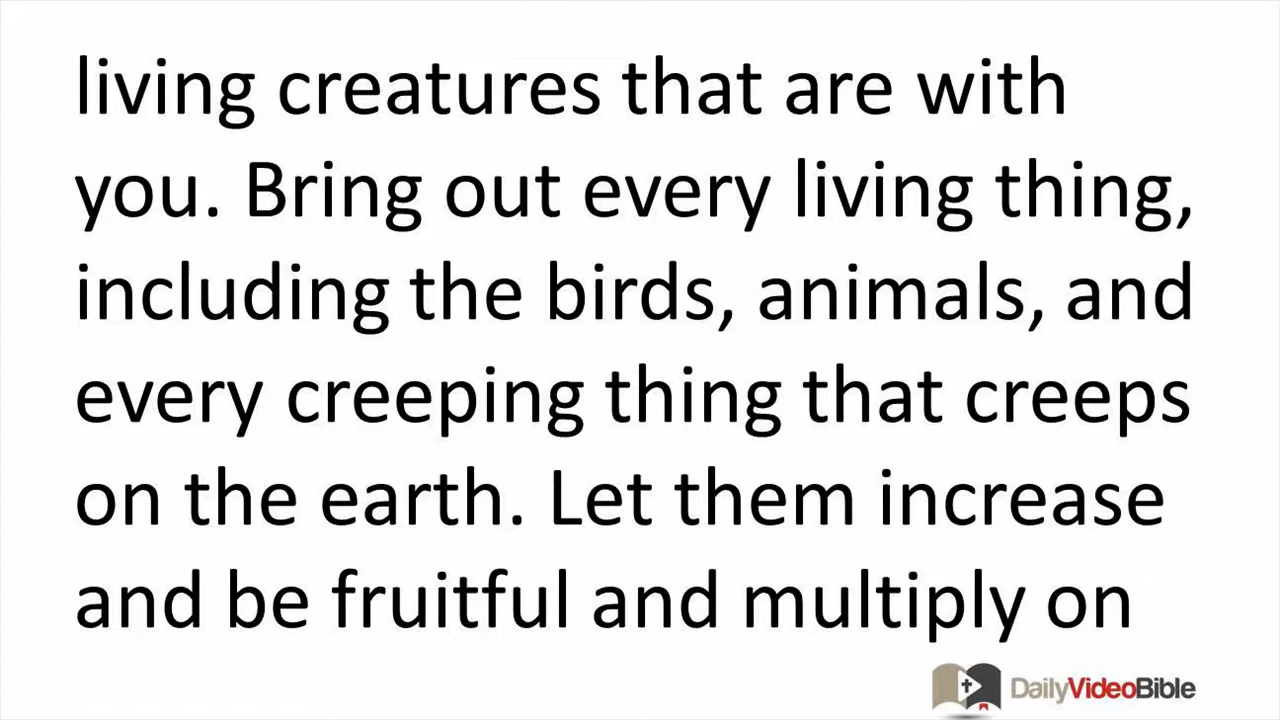 living creatures that are with
you. Bring out every living thing,
including the birds, animals, and
every creeping thing that creeps
on the earth. Let them increase
and be fruitful and multiply on
DailyVideoBible